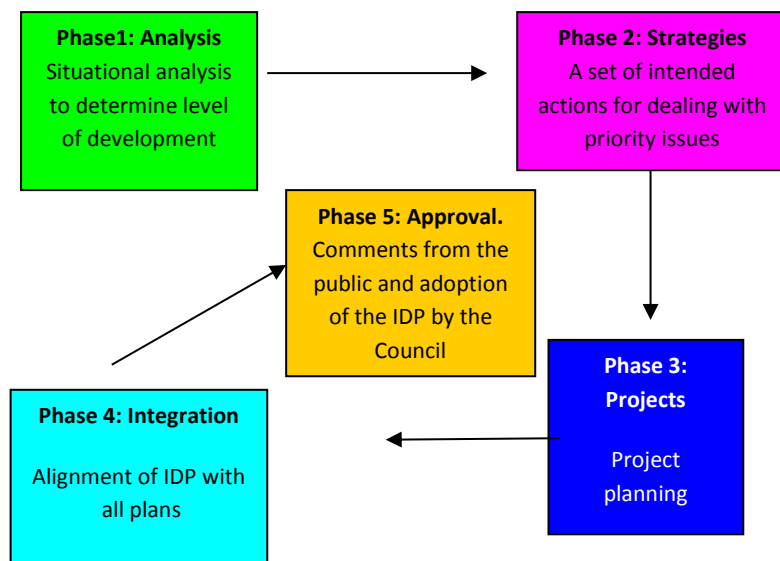 Phase1: Analysis
Situational analysis
to determine level
of development
Phase 2: Strategies
A set of intended
actions for dealing with
priority issues
Phase 3:
Projects
Project
planning
Phase 4: Integration
Alignment of IDP with
all plans
Phase 5: Approval.
Comments from the
public and adoption
of the IDP by the
Council